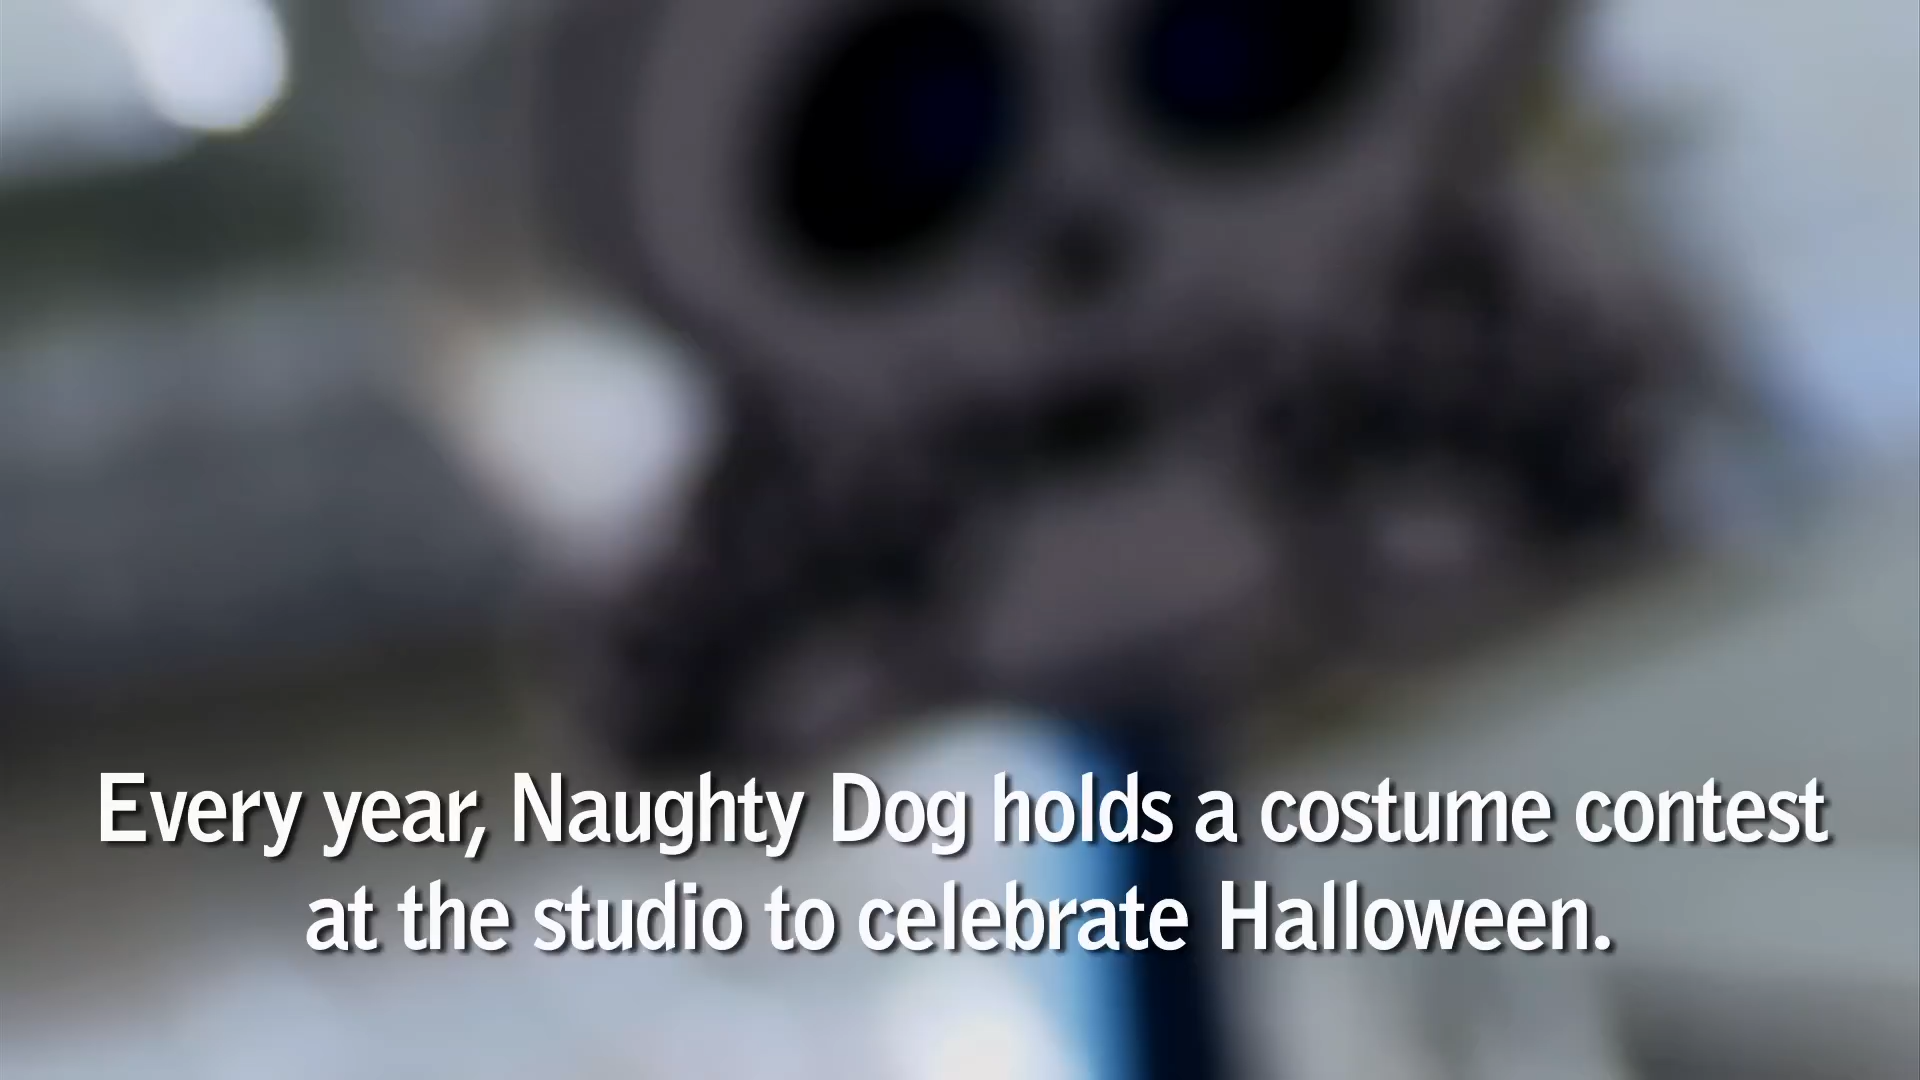 Every year, Naughty Dog holds a costume contest
at the studio to celebrate Halloween.